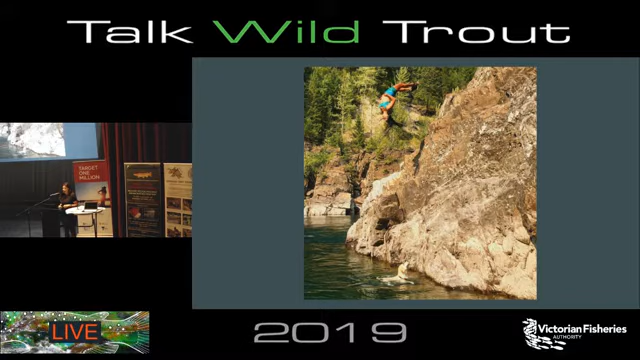 Talk Wild Trout
TARGET
ONE
MILLION
LIVE
2019
Victorian Fisheries
AUTHORITY